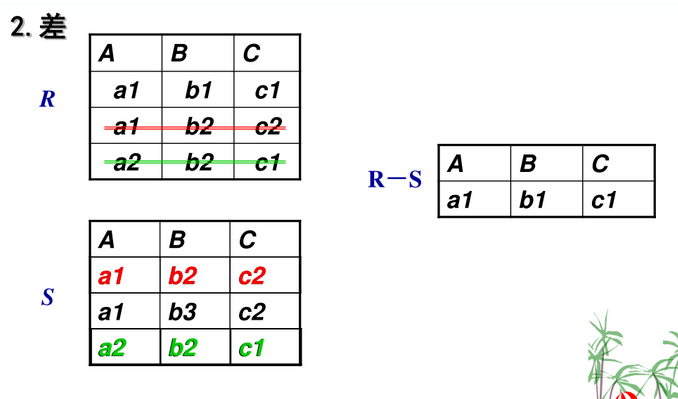 2. 差
R
A B C
a1 b1 c1
a1 b2 c2
a2 b2 c1
R－S
A B C
a1 b1 c1
S
A B C
a1 b2 c2
a1 b3 c2
a2 b2 c1